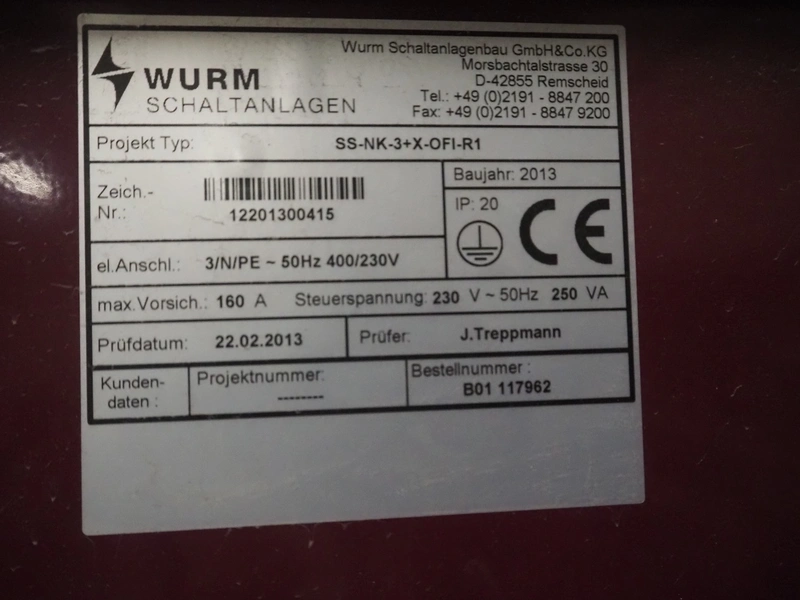 WURM
SCHALTANLAGEN
Wurm Schaltanlagenbau GmbH&Co.KG
Morsbachtalstrasse 30
D-42855 Remscheid
Tel.: +49 (0)2191 - 8847 200
Fax: +49 (0)2191 - 8847 9200
Projekt Typ: SS-NK-3+X-OFI-R1
Zeich.-
Nr.: 12201300415
Baujahr: 2013
IP: 20
CE
el.Anschl.: 3/N/PE ~ 50Hz 400/230V
max.Vorsich.: 160 A Steuerspannung: 230 V ~ 50Hz 250 VA
Prüfdatum: 22.02.2013 Prüfer: J.Treppmann
Kunden-
daten :
Projektnummer:
--------
Bestellnummer :
B01 117962